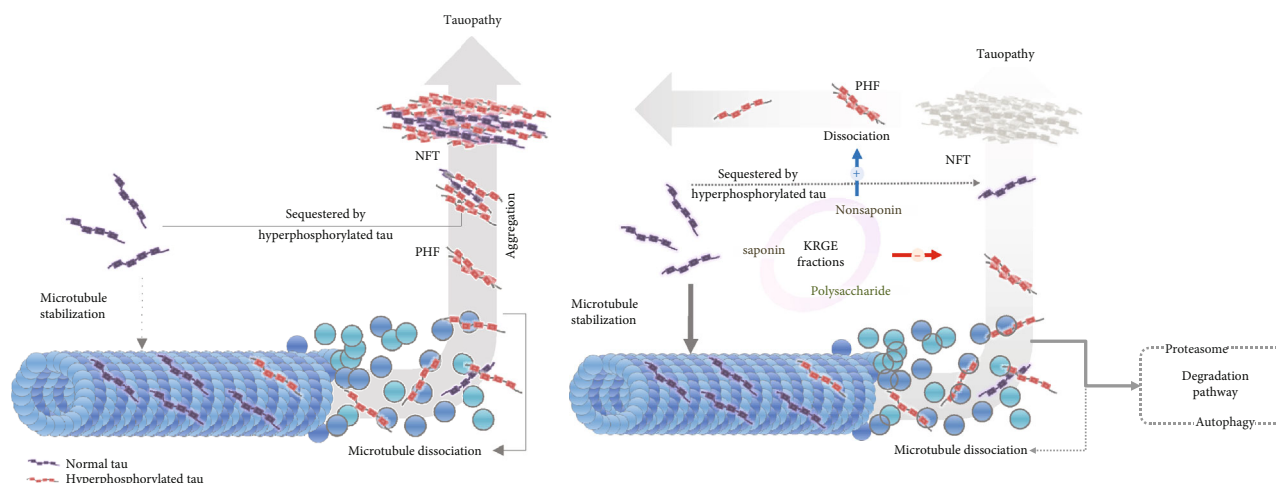 Tauopathy
NFT
Sequestered by
hyperphosphorylated tau
Aggregation
PHF
Microtubule
stabilization
Microtubule dissociation
Normal tau
Hyperphosphorylated tau
Tauopathy
PHF
Dissociation
NFT
Sequestered by
hyperphosphorylated tau
+
Nonsaponin
saponin
KRGE
fractions
–
Polysaccharide
Microtubule
stabilization
Proteasome
Degradation
pathway
Autophagy
Microtubule dissociation